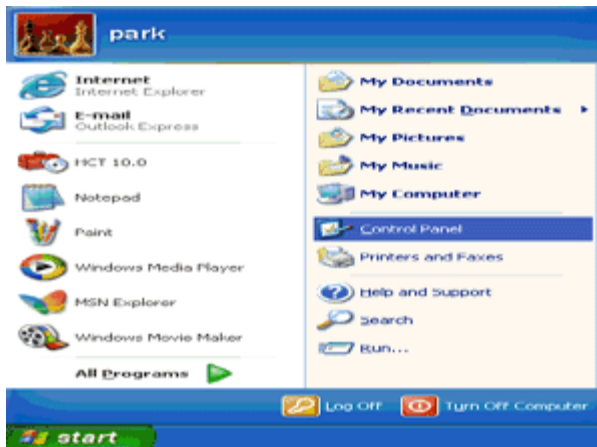 park
Internet
Internet Explorer
E-mail
Outlook Express
HCT 10.0
Notepad
Paint
Windows Media Player
MSN Explorer
Windows Movie Maker
All Programs
My Documents
My Recent Documents
My Pictures
My Music
My Computer
Control Panel
Printers and Faxes
Help and Support
Search
Run...
Log Off
Turn Off Computer
start